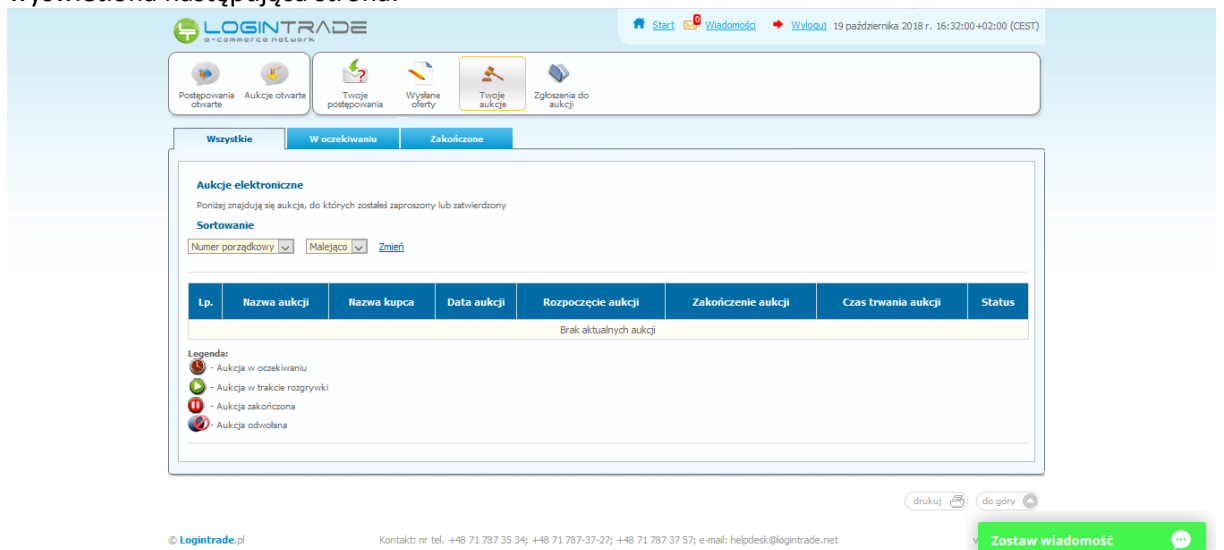 LOGINTRADE
e-commerce network
Start 0 Wiadomości Wyloguj 19 października 2018 r. 16:32:00+02:00 (CEST)
Postępowania otwarte Aukcje otwarte Twoje postępowania Wysłane oferty Twoje aukcje Zgłoszenia do aukcji
Wszystkie W oczekiwaniu Zakończone
Aukcje elektroniczne
Poniżej znajdują się aukcje, do których zostałeś zaproszony lub zatwierdzony
Sortowanie
Numer porządkowy Malejąco Zmień
Lp. Nazwa aukcji Nazwa kupca Data aukcji Rozpoczęcie aukcji Zakończenie aukcji Czas trwania aukcji Status
Brak aktualnych aukcji
Legenda:
- Aukcja w oczekiwaniu
- Aukcja w trakcie rozgrywki
- Aukcja zakończona
- Aukcja odwołana
drukuj do góry
© Logintrade.pl Kontakt: nr tel. +48 71 787 35 34; +48 71 787-37-27; +48 71 787 37 57; e-mail: helpdesk@logintrade.net
Zostaw wiadomość